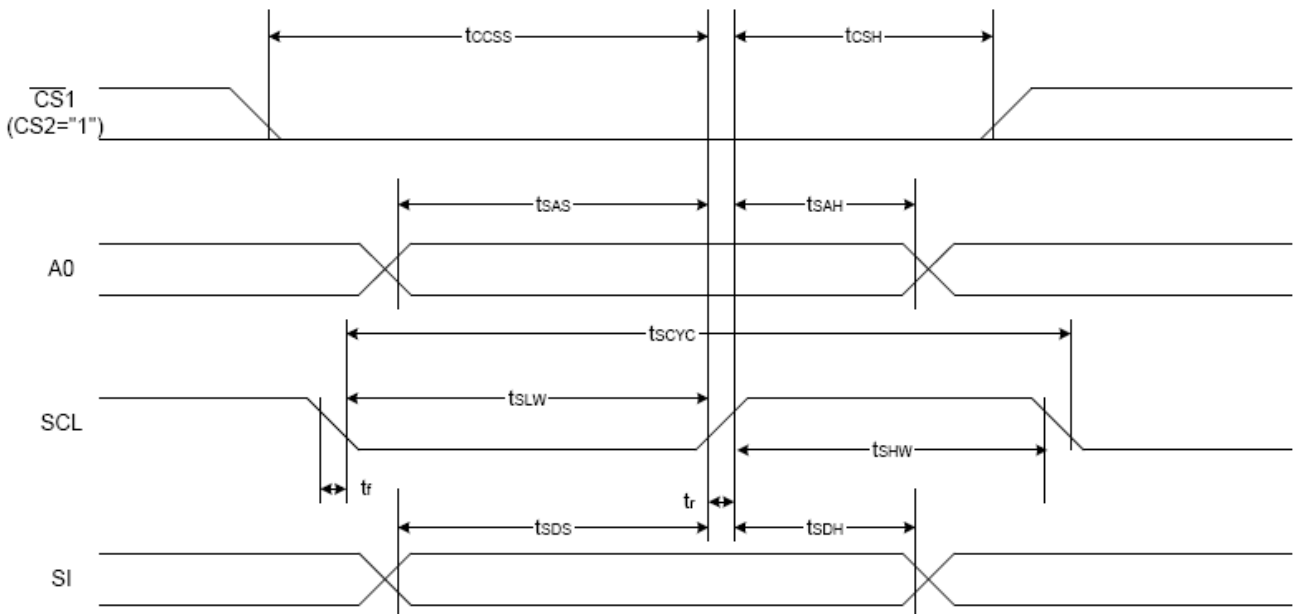 tCCSS tCSH
CS1
(CS2="1")
tSAS tSAH
A0
tSCYC
tSLW
SCL
tSHW
tf tr
tSDS tSDH
SI